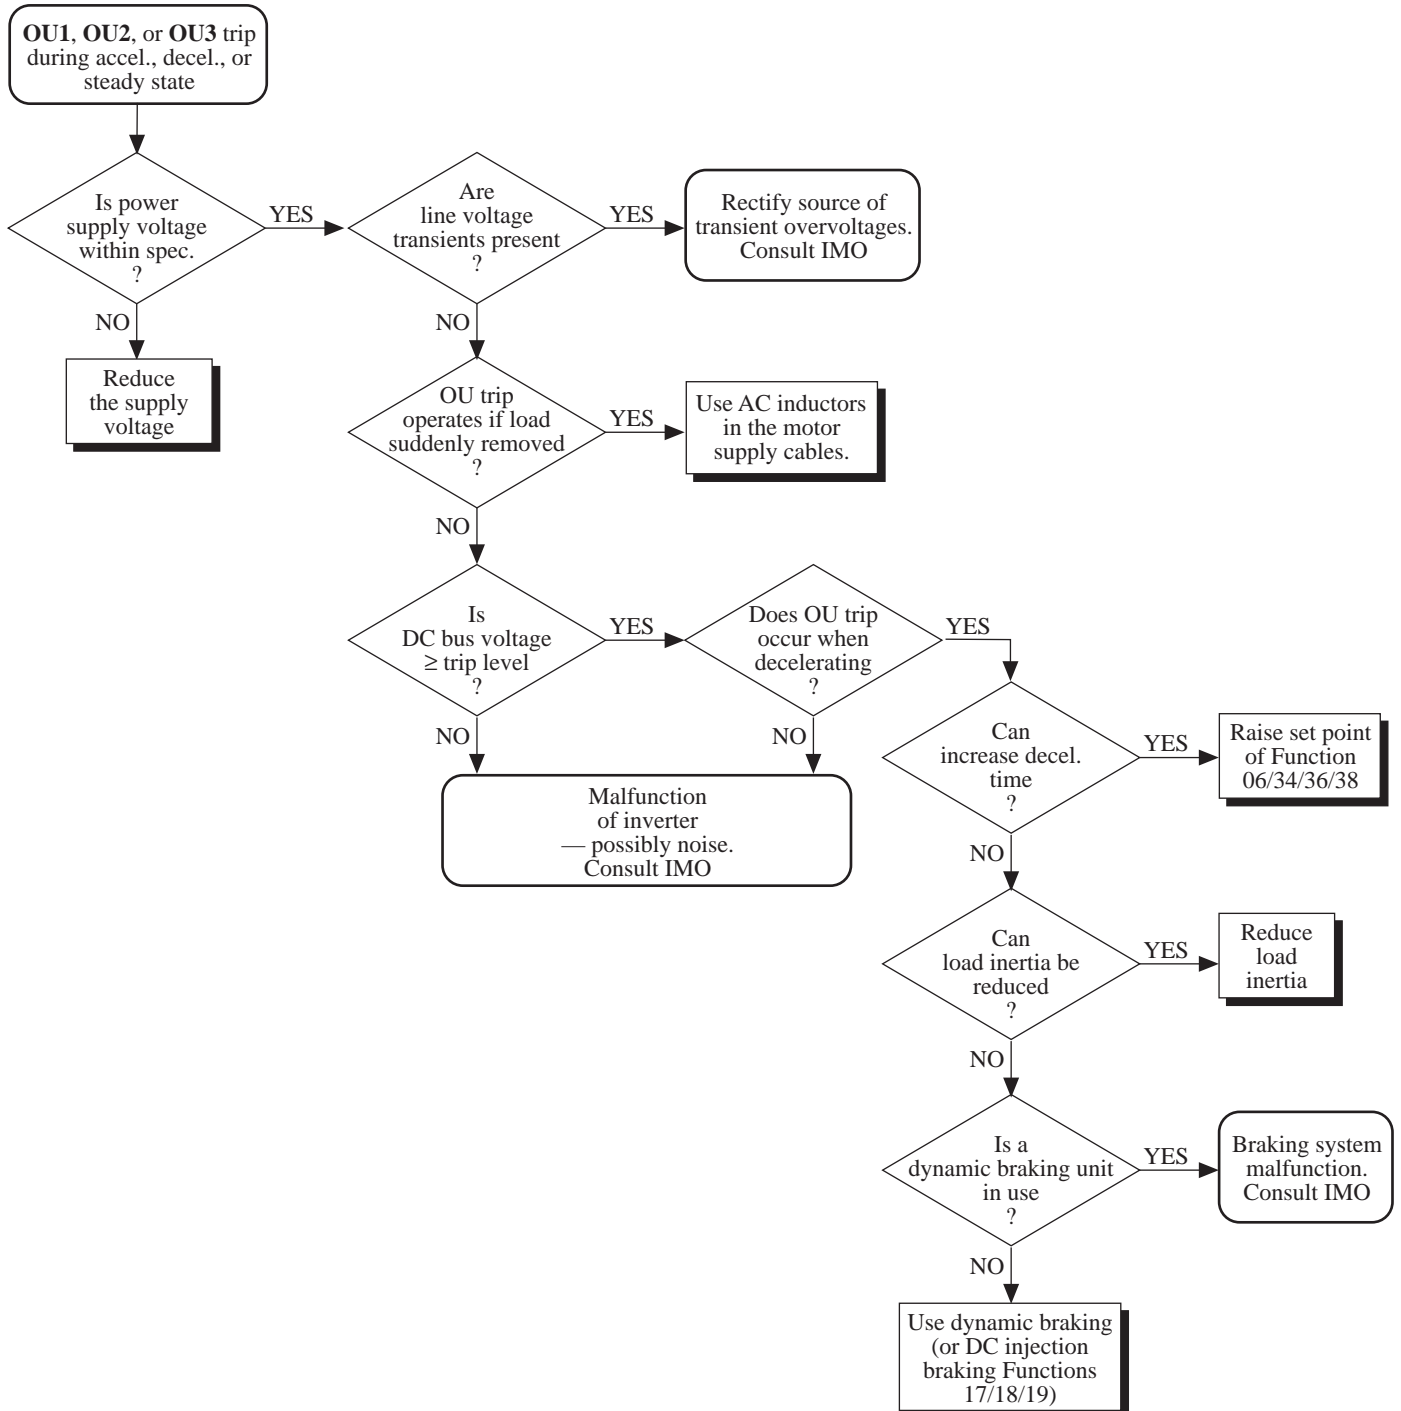 OU1, OU2, or OU3 trip
during accel., decel., or
steady state
Is power
supply voltage
within spec.
?
YES
NO
Reduce
the supply
voltage
Are
line voltage
transients present
?
YES
NO
Rectify source of
transient overvoltages.
Consult IMO
OU trip
operates if load
suddenly removed
?
YES
NO
Use AC inductors
in the motor
supply cables.
Is
DC bus voltage
≥ trip level
?
YES
NO
Does OU trip
occur when
decelerating
?
YES
NO
Malfunction
of inverter
— possibly noise.
Consult IMO
Can
increase decel.
time
?
YES
NO
Raise set point
of Function
06/34/36/38
Can
load inertia be
reduced
?
YES
NO
Reduce
load
inertia
Is a
dynamic braking unit
in use
?
YES
NO
Braking system
malfunction.
Consult IMO
Use dynamic braking
(or DC injection
braking Functions
17/18/19)